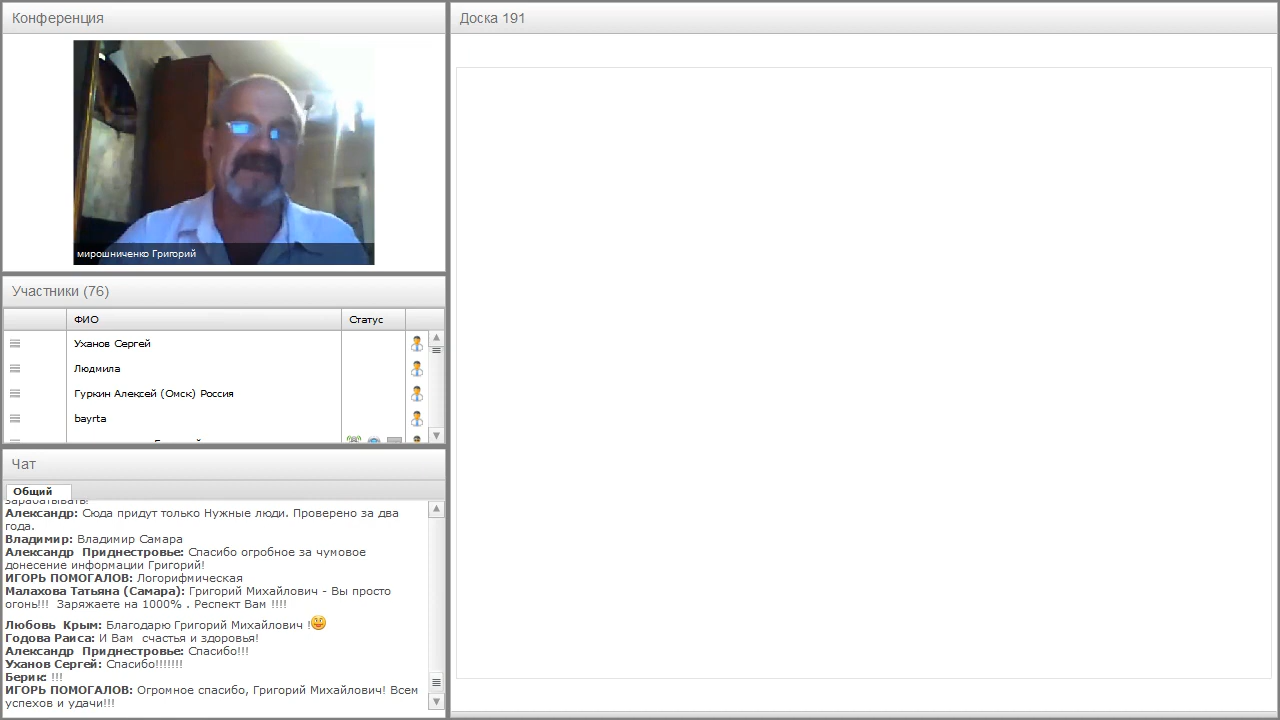 Конференция
мирошниченко Григорий
Участники (76)
ФИО
Статус
Уханов Сергей
Людмила
Гуркин Алексей (Омск) Россия
bayrta
Чат
Общий
зарабатывать!
Александр: Сюда придут только Нужные люди. Проверено за два
года.
Владимир: Владимир Самара
Александр Приднестровье: Спасибо огробное за чумовое
донесение информации Григорий!
ИГОРЬ ПОМОГАЛОВ: Логорифмическая
Малахова Татьяна (Самара): Григорий Михайлович - Вы просто
огонь!!! Заряжаете на 1000% . Респект Вам !!!!
Любовь Крым: Благодарю Григорий Михайлович !
Годова Раиса: И Вам счастья и здоровья!
Александр Приднестровье: Спасибо!!!
Уханов Сергей: Спасибо!!!!!!!
Берик: !!!
ИГОРЬ ПОМОГАЛОВ: Огромное спасибо, Григорий Михайлович! Всем
успехов и удачи!!!
Доска 191